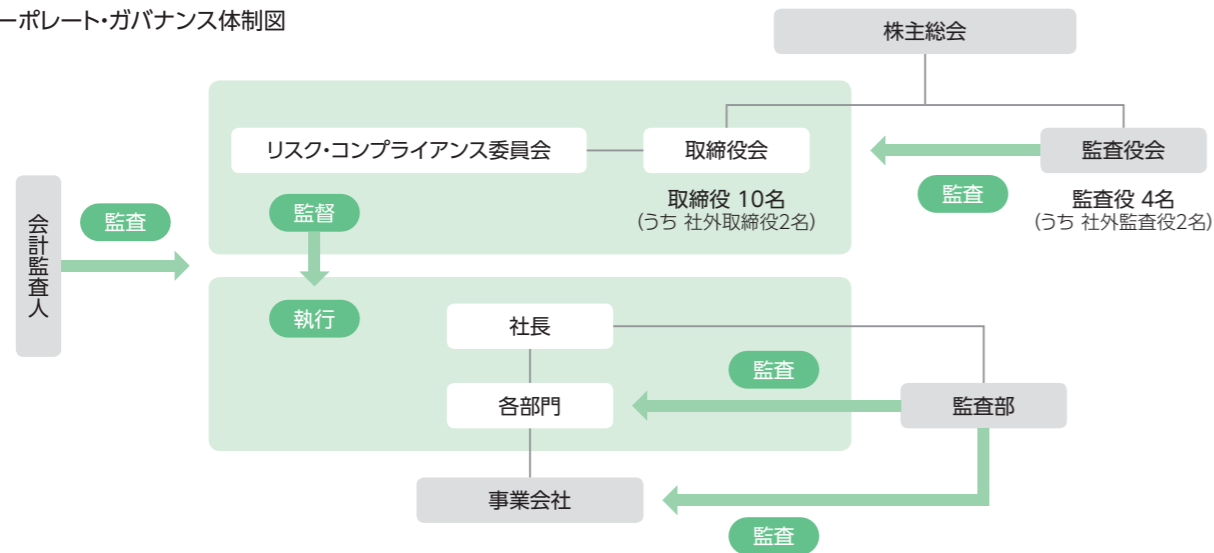 ーポレート・ガバナンス体制図
株主総会
リスク・コンプライアンス委員会
取締役会
監査役会
取締役 10名
(うち 社外取締役2名)
監査
監査役 4名
(うち 社外監査役2名)
会計監査人
監査
監督
執行
社長
監査
各部門
監査部
事業会社
監査